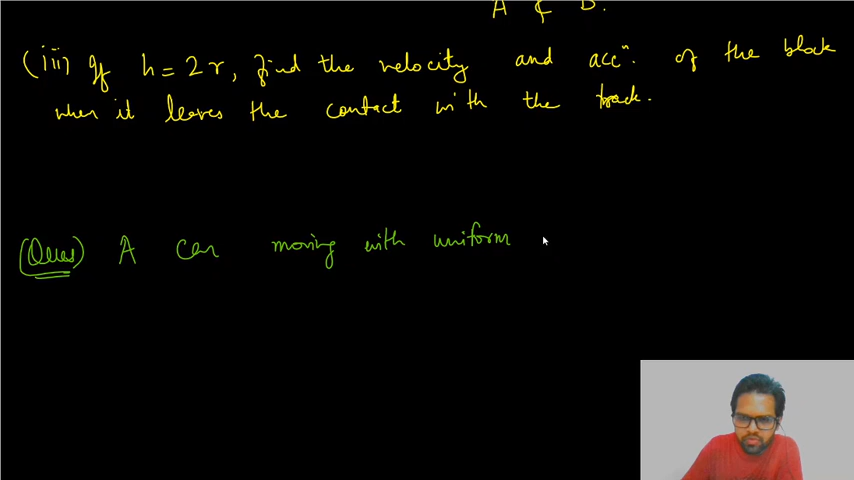 A & B.
(iii) If h = 2r, find the velocity and accⁿ. of the block
when it leaves the contact with the track.
(Ques) A car moving with uniform